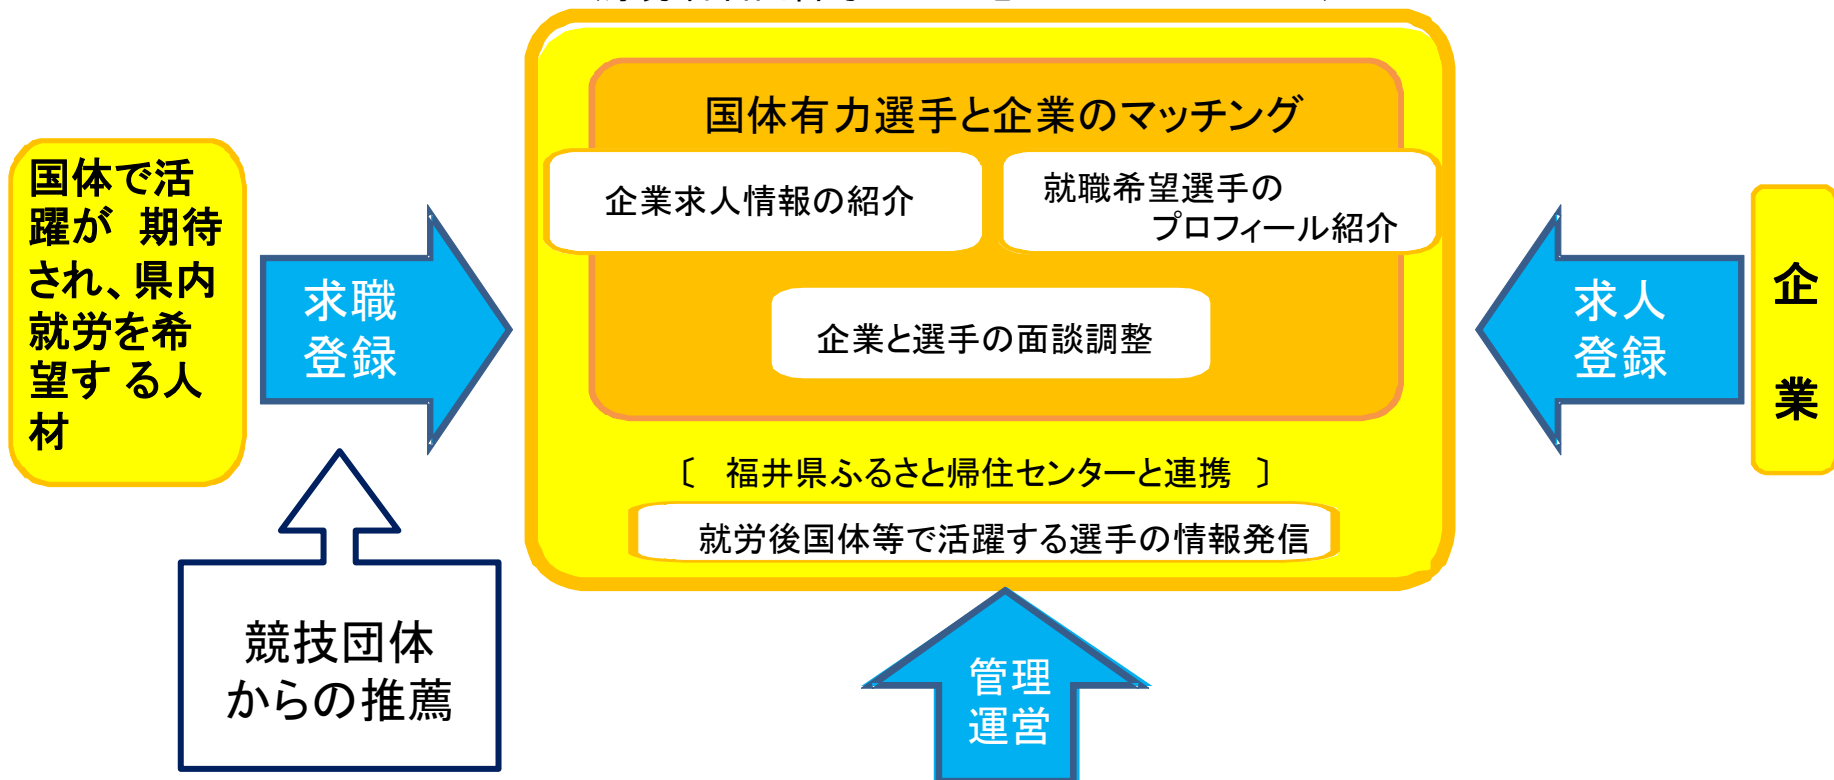 国体有力選手と企業のマッチング
企業求人情報の紹介
就職希望選手の
プロフィール紹介
企業と選手の面談調整
〔 福井県ふるさと帰住センターと連携 〕
就労後国体等で活躍する選手の情報発信
国体で活
躍が 期待
され、県内
就労を希
望す る人
材
求職
登録
競技団体
からの推薦
求人
登録
企
業
管理
運営